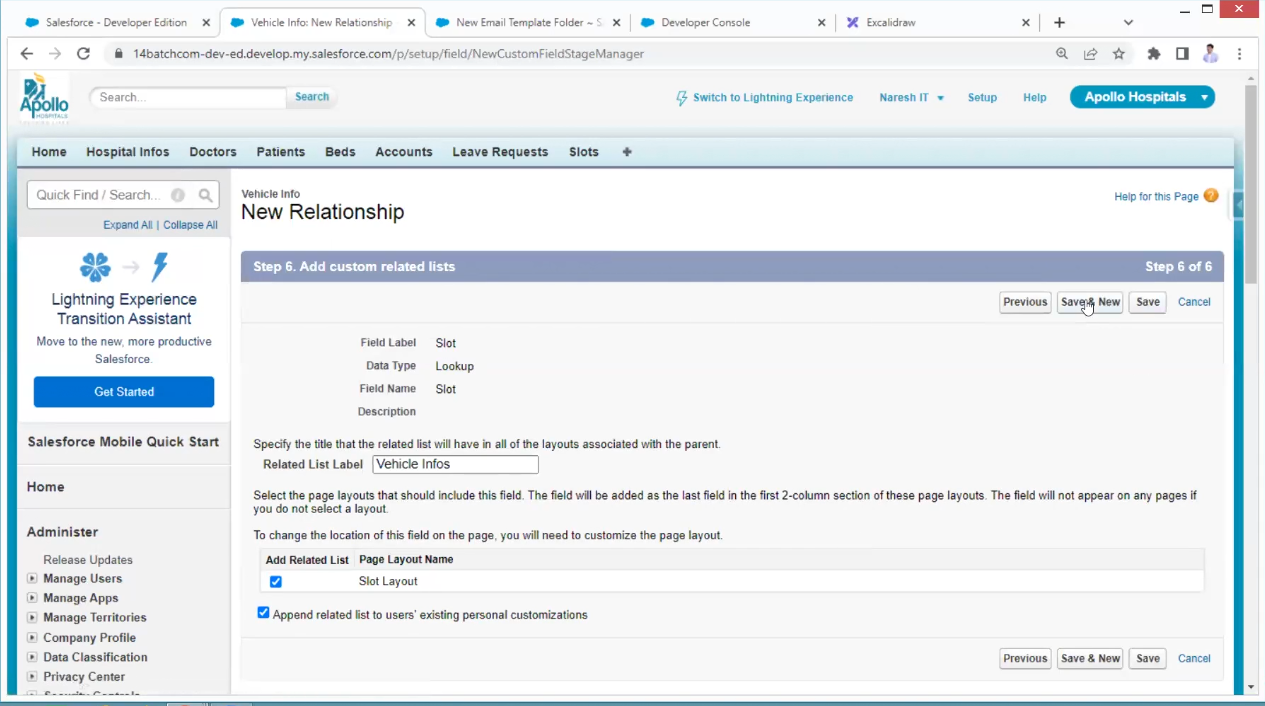 Salesforce - Developer Edition
Vehicle Info: New Relationship
New Email Template Folder ~ S
Developer Console
Excalidraw
14batchcom-dev-ed.develop.my.salesforce.com/p/setup/field/NewCustomFieldStageManager
Apollo
HOSPITALS
Search...
Search
Switch to Lightning Experience
Naresh IT
Setup
Help
Apollo Hospitals
Home
Hospital Infos
Doctors
Patients
Beds
Accounts
Leave Requests
Slots
Quick Find / Search...
Expand All | Collapse All
Lightning Experience
Transition Assistant
Move to the new, more productive
Salesforce.
Get Started
Salesforce Mobile Quick Start
Home
Administer
Release Updates
Manage Users
Manage Apps
Manage Territories
Company Profile
Data Classification
Privacy Center
Security Controls
Vehicle Info
New Relationship
Help for this Page
Step 6. Add custom related lists
Step 6 of 6
Previous
Save & New
Save
Cancel
Field Label Slot
Data Type Lookup
Field Name Slot
Description
Specify the title that the related list will have in all of the layouts associated with the parent.
Related List Label Vehicle Infos
Select the page layouts that should include this field. The field will be added as the last field in the first 2-column section of these page layouts. The field will not appear on any pages if
you do not select a layout.
To change the location of this field on the page, you will need to customize the page layout.
Add Related List Page Layout Name
Slot Layout
Append related list to users' existing personal customizations
Previous
Save & New
Save
Cancel